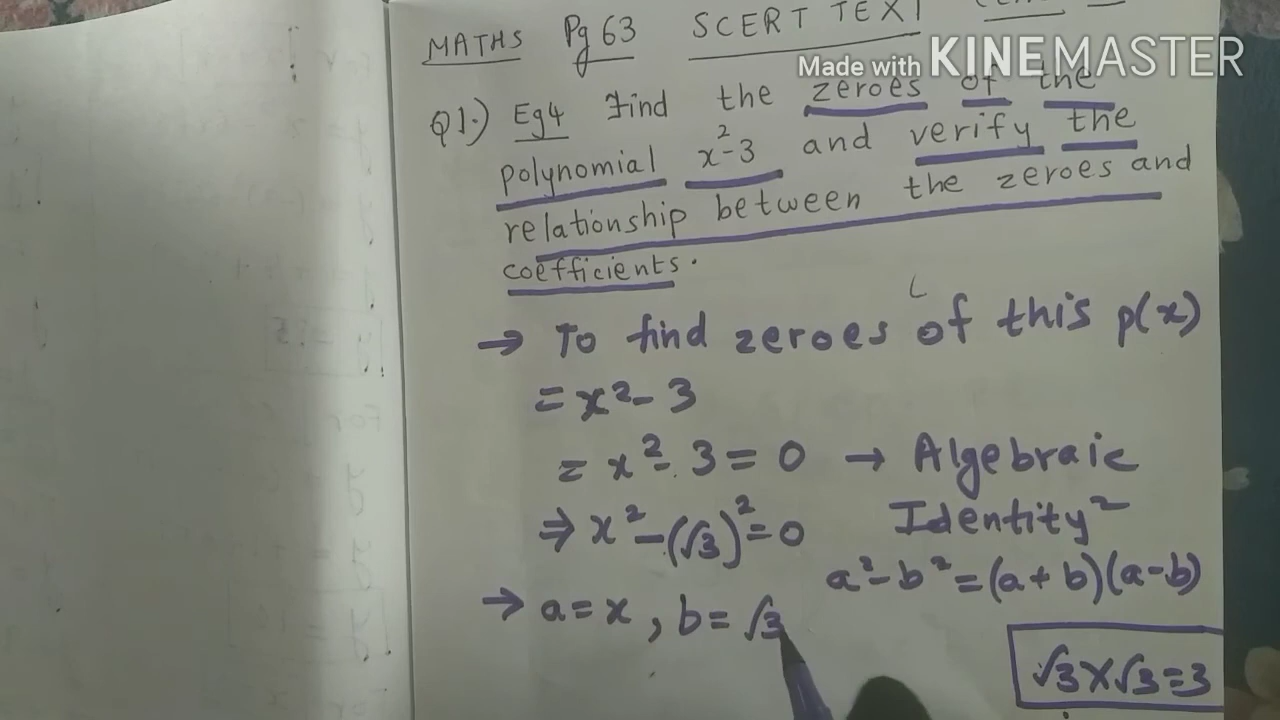 MATHS Pg 63 SCERT TEXT
Made with KINEMASTER
Q1.) Eg4 Find the zeroes of the
polynomial x²-3 and verify the
relationship between the zeroes and
coefficients.
→ To find zeroes of this p(x)
= x² - 3
= x² - 3 = 0 → Algebraic
⇒ x² - (√3)² = 0 Identity
a² - b² = (a + b)(a - b)
→ a = x, b = √3
√3 X √3 = 3